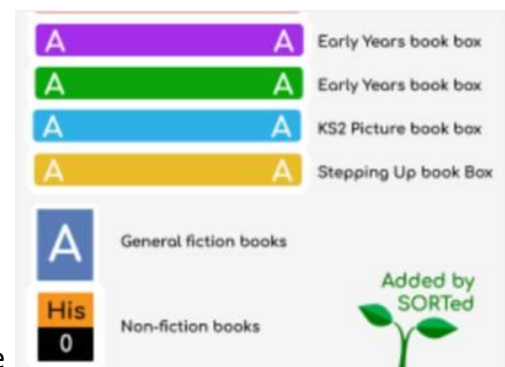 A A Early Years book box
A A Early Years book box
A A KS2 Picture book box
A A Stepping Up book Box
A General fiction books
Added by
SORTed
His
0 Non-fiction books
e